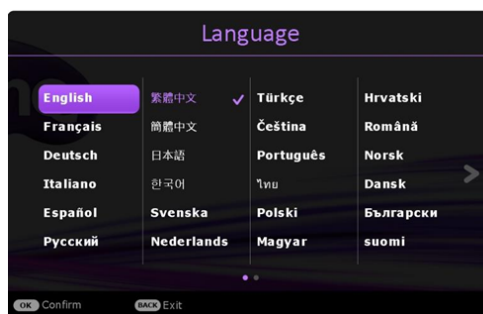 Language
English
Français
Deutsch
Italiano
Español
Русский
繁體中文
簡體中文
日本語
한국어
Svenska
Nederlands
Türkçe
Čeština
Português
ไทย
Polski
Magyar
Hrvatski
Română
Norsk
Dansk
Български
suomi
OK Confirm
BACK Exit